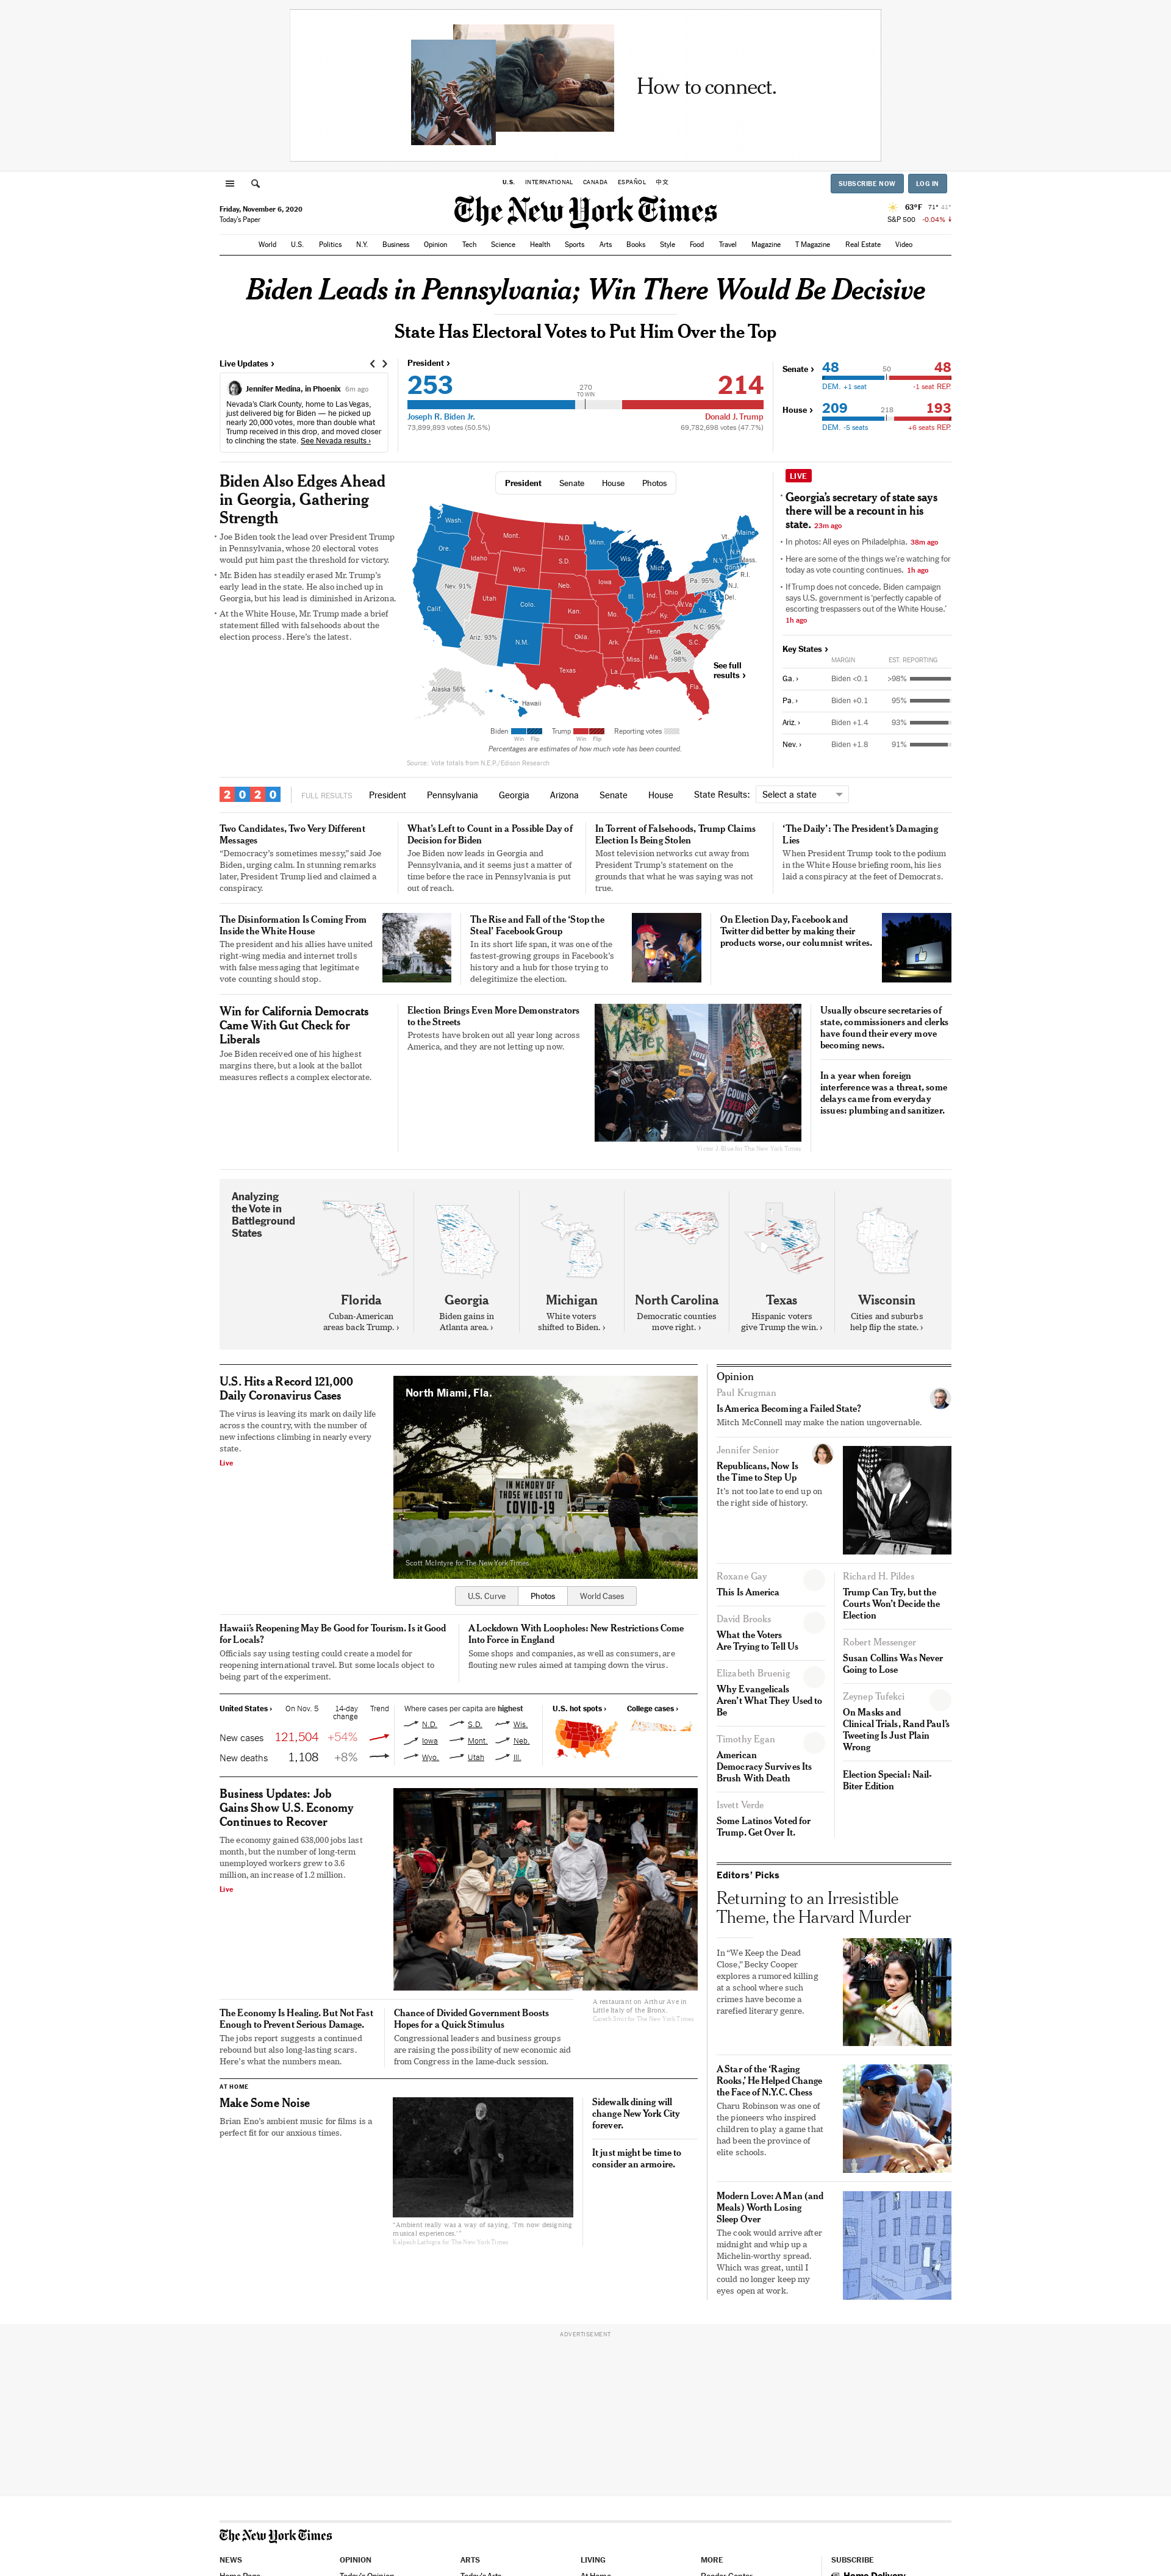 How to connect.
U.S. INTERNATIONAL CANADA ESPAÑOL 中文
SUBSCRIBE NOW LOG IN
Friday, November 6, 2020
Today's Paper
The New York Times
63°F 71° 41°
S&P 500 -0.04%
World U.S. Politics N.Y. Business Opinion Tech Science Health Sports Arts Books Style Food Travel Magazine T Magazine Real Estate Video
Biden Leads in Pennsylvania; Win There Would Be Decisive
State Has Electoral Votes to Put Him Over the Top
Live Updates ›
Jennifer Medina, in Phoenix 6m ago
Nevada's Clark County, home to Las Vegas,
just delivered big for Biden — he picked up
nearly 20,000 votes, more than double what
Trump received in this drop, and moved closer
to clinching the state. See Nevada results ›
President ›
253
270
TO WIN
214
Joseph R. Biden Jr. Donald J. Trump
73,899,893 votes (50.5%) 69,782,698 votes (47.7%)
Senate ›
48 50 48
DEM. +1 seat -1 seat REP.
House ›
209 218 193
DEM. -5 seats +6 seats REP.
Biden Also Edges Ahead
in Georgia, Gathering
Strength
• Joe Biden took the lead over President Trump
in Pennsylvania, whose 20 electoral votes
would put him past the threshold for victory.
• Mr. Biden has steadily erased Mr. Trump's
early lead in the state. He also inched up in
Georgia, but his lead is diminished in Arizona.
• At the White House, Mr. Trump made a brief
statement filled with falsehoods about the
election process. Here's the latest.
President Senate House Photos
Wash.
Ore.
Calif.
Nev. 91%
Idaho
Mont.
Wyo.
Utah
Ariz. 93%
Colo.
N.M.
N.D.
S.D.
Neb.
Kan.
Okla.
Texas
Minn.
Iowa
Mo.
Ark.
La.
Wis.
Ill.
Mich.
Ind.
Ohio
Ky.
Tenn.
Miss.
Ala.
Ga.
>98%
Fla.
S.C.
N.C. 95%
Va.
W.Va.
Pa. 95%
N.Y.
Vt.
N.H.
Maine
Mass.
Conn.
R.I.
N.J.
Del.
Alaska 56%
Hawaii
See full
results ›
Biden Trump Reporting votes
Win Flip Win Flip
Percentages are estimates of how much vote has been counted.
Source: Vote totals from N.E.P./Edison Research
LIVE
• Georgia's secretary of state says
there will be a recount in his
state. 23m ago
• In photos: All eyes on Philadelphia. 38m ago
• Here are some of the things we're watching for
today as vote counting continues. 1h ago
• If Trump does not concede, Biden campaign
says U.S. government is 'perfectly capable of
escorting trespassers out of the White House.'
1h ago
Key States ›
MARGIN EST. REPORTING
Ga. › Biden <0.1 >98%
Pa. › Biden +0.1 95%
Ariz. › Biden +1.4 93%
Nev. › Biden +1.8 91%
2020 FULL RESULTS President Pennsylvania Georgia Arizona Senate House State Results: Select a state
Two Candidates, Two Very Different
Messages
"Democracy's sometimes messy," said Joe
Biden, urging calm. In stunning remarks
later, President Trump lied and claimed a
conspiracy.
What's Left to Count in a Possible Day of
Decision for Biden
Joe Biden now leads in Georgia and
Pennsylvania, and it seems just a matter of
time before the race in Pennsylvania is put
out of reach.
In Torrent of Falsehoods, Trump Claims
Election Is Being Stolen
Most television networks cut away from
President Trump's statement on the
grounds that what he was saying was not
true.
'The Daily': The President's Damaging
Lies
When President Trump took to the podium
in the White House briefing room, his lies
laid a conspiracy at the feet of Democrats.
The Disinformation Is Coming From
Inside the White House
The president and his allies have united
right-wing media and internet trolls
with false messaging that legitimate
vote counting should stop.
The Rise and Fall of the 'Stop the
Steal' Facebook Group
In its short life span, it was one of the
fastest-growing groups in Facebook's
history and a hub for those trying to
delegitimize the election.
On Election Day, Facebook and
Twitter did better by making their
products worse, our columnist writes.
Win for California Democrats
Came With Gut Check for
Liberals
Joe Biden received one of his highest
margins there, but a look at the ballot
measures reflects a complex electorate.
Election Brings Even More Demonstrators
to the Streets
Protests have broken out all year long across
America, and they are not letting up now.
COUNT
EVERY
VOTE
Victor J. Blue for The New York Times
Usually obscure secretaries of
state, commissioners and clerks
have found their every move
becoming news.
In a year when foreign
interference was a threat, some
delays came from everyday
issues: plumbing and sanitizer.
Analyzing
the Vote in
Battleground
States
Florida
Cuban-American
areas back Trump. ›
Georgia
Biden gains in
Atlanta area. ›
Michigan
White voters
shifted to Biden. ›
North Carolina
Democratic counties
move right. ›
Texas
Hispanic voters
give Trump the win. ›
Wisconsin
Cities and suburbs
help flip the state. ›
U.S. Hits a Record 121,000
Daily Coronavirus Cases
The virus is leaving its mark on daily life
across the country, with the number of
new infections climbing in nearly every
state.
Live
North Miami, Fla.
IN MEMORY OF
THOSE WE LOST TO
COVID-19
Scott McIntyre for The New York Times
U.S. Curve Photos World Cases
Hawaii's Reopening May Be Good for Tourism. Is it Good
for Locals?
Officials say using testing could create a model for
reopening international travel. But some locals object to
being part of the experiment.
A Lockdown With Loopholes: New Restrictions Come
Into Force in England
Some shops and companies, as well as consumers, are
flouting new rules aimed at tamping down the virus.
United States › On Nov. 5 14-day
change Trend
New cases 121,504 +54%
New deaths 1,108 +8%
Where cases per capita are highest
N.D. S.D. Wis.
Iowa Mont. Neb.
Wyo. Utah Ill.
U.S. hot spots › College cases ›
Business Updates: Job
Gains Show U.S. Economy
Continues to Recover
The economy gained 638,000 jobs last
month, but the number of long-term
unemployed workers grew to 3.6
million, an increase of 1.2 million.
Live
A restaurant on Arthur Ave in
Little Italy of the Bronx.
Gareth Smit for The New York Times
The Economy Is Healing. But Not Fast
Enough to Prevent Serious Damage.
The jobs report suggests a continued
rebound but also long-lasting scars.
Here's what the numbers mean.
Chance of Divided Government Boosts
Hopes for a Quick Stimulus
Congressional leaders and business groups
are raising the possibility of new economic aid
from Congress in the lame-duck session.
AT HOME
Make Some Noise
Brian Eno's ambient music for films is a
perfect fit for our anxious times.
"Ambient really was a way of saying, 'I'm now designing
musical experiences.'"
Kalpesh Lathigra for The New York Times
Sidewalk dining will
change New York City
forever.
It just might be time to
consider an armoire.
Opinion
Paul Krugman
Is America Becoming a Failed State?
Mitch McConnell may make the nation ungovernable.
Jennifer Senior
Republicans, Now Is
the Time to Step Up
It's not too late to end up on
the right side of history.
Roxane Gay
This Is America
David Brooks
What the Voters
Are Trying to Tell Us
Elizabeth Bruenig
Why Evangelicals
Aren't What They Used to
Be
Timothy Egan
American
Democracy Survives Its
Brush With Death
Isvett Verde
Some Latinos Voted for
Trump. Get Over It.
Richard H. Pildes
Trump Can Try, but the
Courts Won't Decide the
Election
Robert Messenger
Susan Collins Was Never
Going to Lose
Zeynep Tufekci
On Masks and
Clinical Trials, Rand Paul's
Tweeting Is Just Plain
Wrong
Election Special: Nail-
Biter Edition
Editors' Picks
Returning to an Irresistible
Theme, the Harvard Murder
In "We Keep the Dead
Close," Becky Cooper
explores a rumored killing
at a school where such
crimes have become a
rarefied literary genre.
A Star of the 'Raging
Rooks,' He Helped Change
the Face of N.Y.C. Chess
Charu Robinson was one of
the pioneers who inspired
children to play a game that
had been the province of
elite schools.
Modern Love: A Man (and
Meals) Worth Losing
Sleep Over
The cook would arrive after
midnight and whip up a
Michelin-worthy spread.
Which was great, until I
could no longer keep my
eyes open at work.
ADVERTISEMENT
The New York Times
NEWS OPINION ARTS LIVING MORE SUBSCRIBE
Home Page Today's Opinion Today's Arts At Home Reader Center Home Delivery